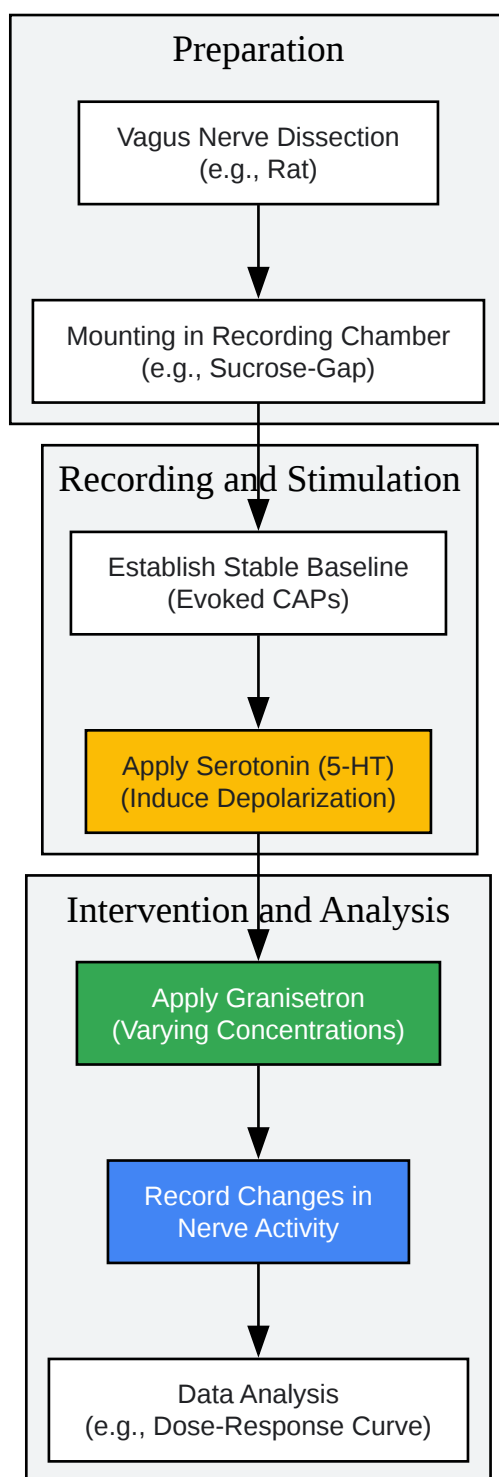 Preparation
Vagus Nerve Dissection
(e.g., Rat)
Mounting in Recording Chamber
(e.g., Sucrose-Gap)
Recording and Stimulation
Establish Stable Baseline
(Evoked CAPs)
Apply Serotonin (5-HT)
(Induce Depolarization)
Intervention and Analysis
Apply Granisetron
(Varying Concentrations)
Record Changes in
Nerve Activity
Data Analysis
(e.g., Dose-Response Curve)